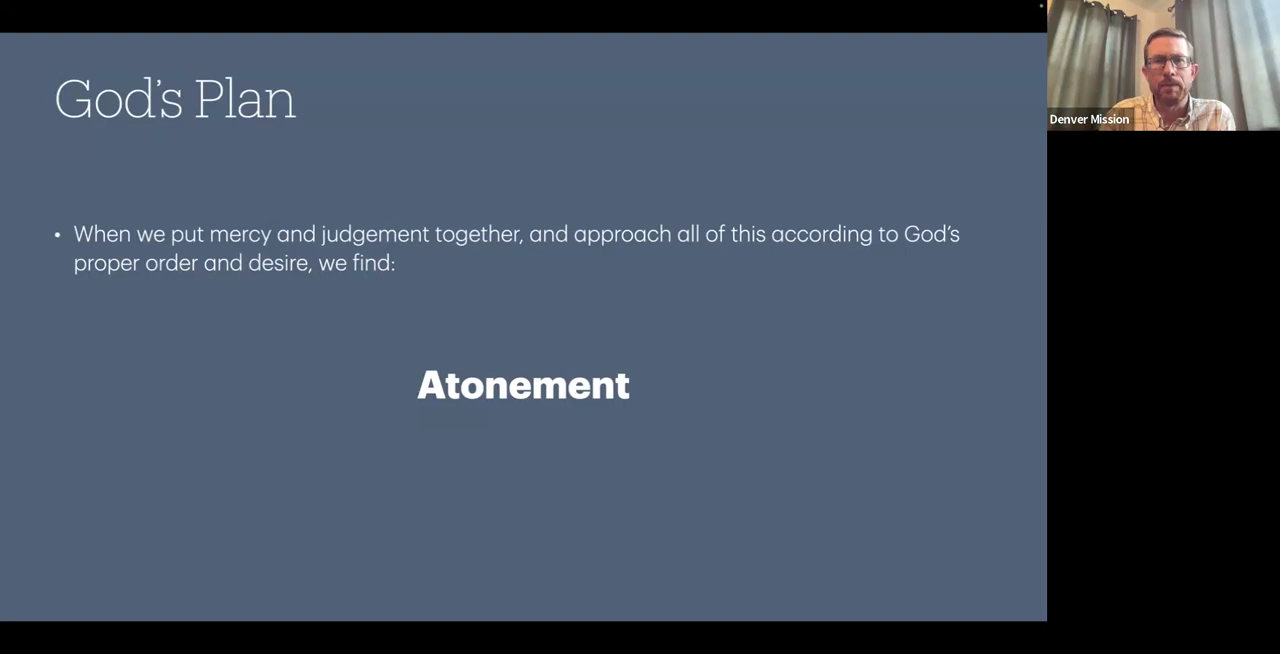 God's Plan
• When we put mercy and judgement together, and approach all of this according to God's
proper order and desire, we find:
Atonement
Denver Mission